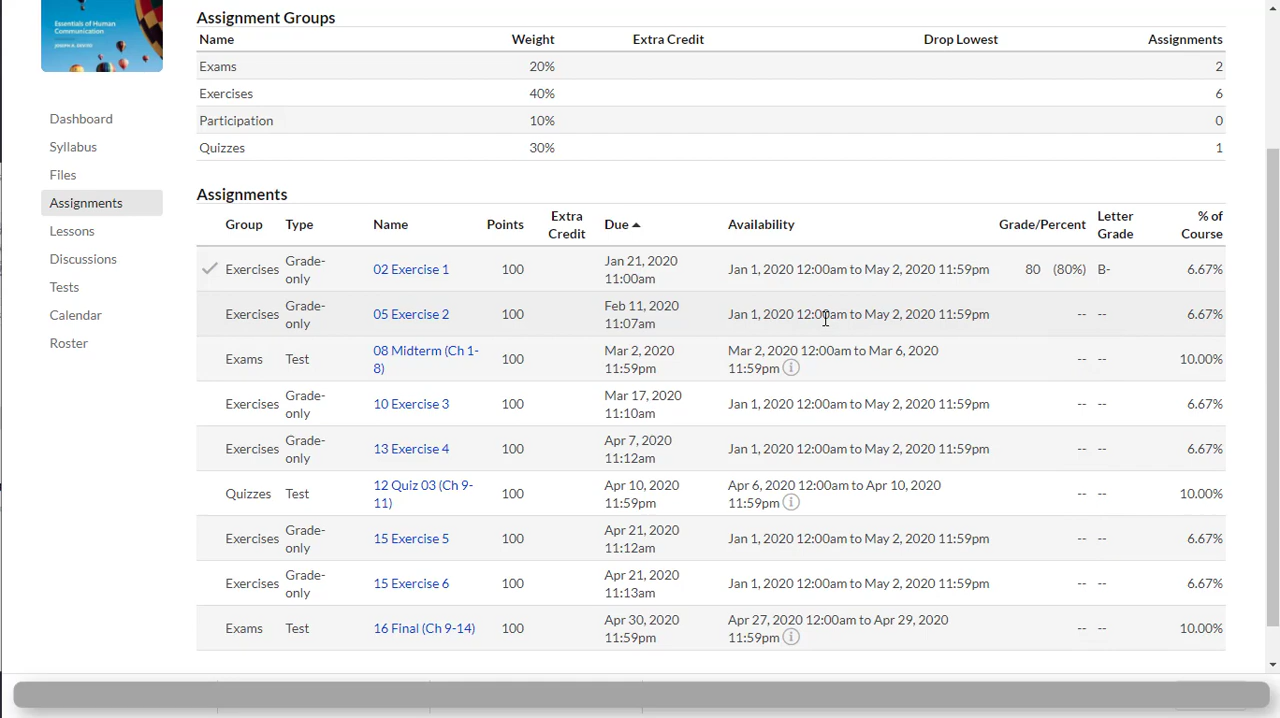 Essentials of Human
Communication
JOSEPH A. DEVITO
Dashboard
Syllabus
Files
Assignments
Lessons
Discussions
Tests
Calendar
Roster
Assignment Groups
Name Weight Extra Credit Drop Lowest Assignments
Exams 20% 2
Exercises 40% 6
Participation 10% 0
Quizzes 30% 1
Assignments
Group Type Name Points Extra Credit Due Availability Grade/Percent Letter Grade % of Course
Exercises Grade-only 02 Exercise 1 100 Jan 21, 2020 11:00am Jan 1, 2020 12:00am to May 2, 2020 11:59pm 80 (80%) B- 6.67%
Exercises Grade-only 05 Exercise 2 100 Feb 11, 2020 11:07am Jan 1, 2020 12:00am to May 2, 2020 11:59pm -- -- 6.67%
Exams Test 08 Midterm (Ch 1-8) 100 Mar 2, 2020 11:59pm Mar 2, 2020 12:00am to Mar 6, 2020 11:59pm -- -- 10.00%
Exercises Grade-only 10 Exercise 3 100 Mar 17, 2020 11:10am Jan 1, 2020 12:00am to May 2, 2020 11:59pm -- -- 6.67%
Exercises Grade-only 13 Exercise 4 100 Apr 7, 2020 11:12am Jan 1, 2020 12:00am to May 2, 2020 11:59pm -- -- 6.67%
Quizzes Test 12 Quiz 03 (Ch 9-11) 100 Apr 10, 2020 11:59pm Apr 6, 2020 12:00am to Apr 10, 2020 11:59pm -- -- 10.00%
Exercises Grade-only 15 Exercise 5 100 Apr 21, 2020 11:12am Jan 1, 2020 12:00am to May 2, 2020 11:59pm -- -- 6.67%
Exercises Grade-only 15 Exercise 6 100 Apr 21, 2020 11:13am Jan 1, 2020 12:00am to May 2, 2020 11:59pm -- -- 6.67%
Exams Test 16 Final (Ch 9-14) 100 Apr 30, 2020 11:59pm Apr 27, 2020 12:00am to Apr 29, 2020 11:59pm -- -- 10.00%